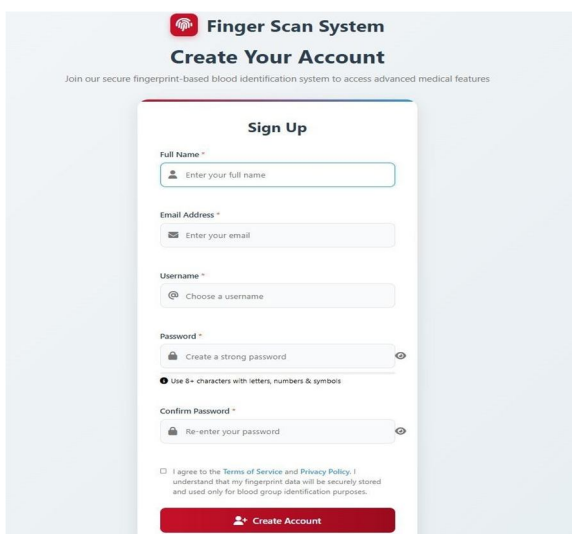 Finger Scan System
Create Your Account
Join our secure fingerprint-based blood identification system to access advanced medical features
Sign Up
Full Name *
Enter your full name
Email Address *
Enter your email
Username *
Choose a username
Password *
Create a strong password
Use 8+ characters with letters, numbers & symbols
Confirm Password *
Re-enter your password
I agree to the Terms of Service and Privacy Policy. I
understand that my fingerprint data will be securely stored
and used only for blood group identification purposes.
Create Account